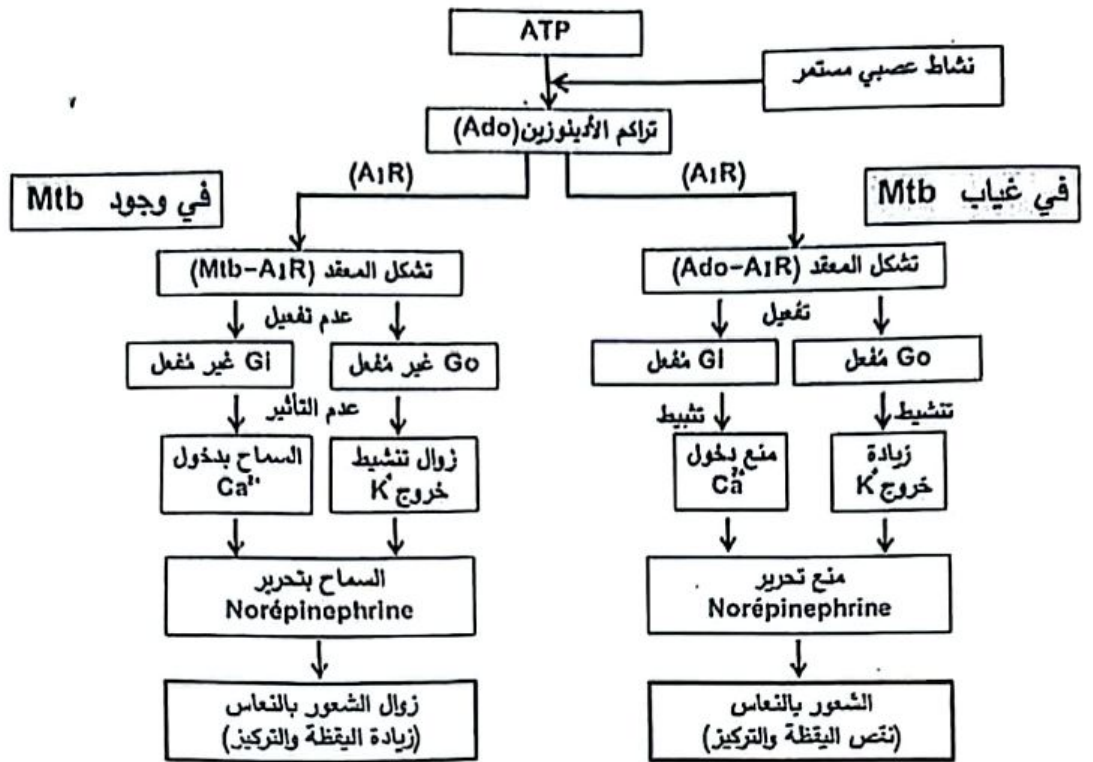 ATP
نشاط عصبي مستمر
تراكم الأدينوزين (Ado)
(A1R)
(A1R)
في غياب Mtb
في وجود Mtb
تشكل المعقد (Ado-A1R)
تشكل المعقد (Mtb-A1R)
تفعيل
عدم تفعيل
Go مُفعل
Gi مُفعل
Go غير مُفعل
Gi غير مُفعل
تنشيط
تثبيط
عدم التأثير
زيادة
خروج K⁺
منع دخول
Ca²⁺
زوال تنشيط
خروج K⁺
السماح بدخول
Ca²⁺
منع تحرير
Norépinephrine
السماح بتحرير
Norépinephrine
الشعور بالنعاس
(نقص اليقظة والتركيز)
زوال الشعور بالنعاس
(زيادة اليقظة والتركيز)